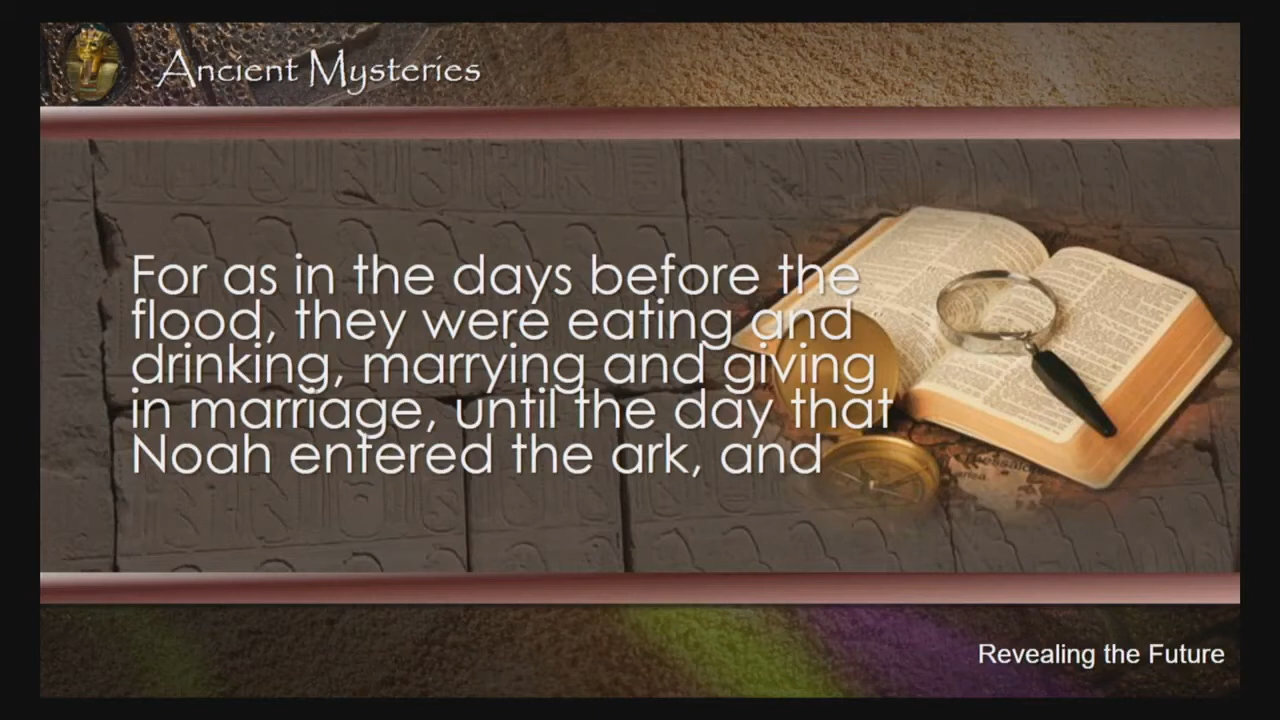 Ancient Mysteries
For as in the days before the
flood, they were eating and
drinking, marrying and giving
in marriage, until the day that
Noah entered the ark, and
Revealing the Future